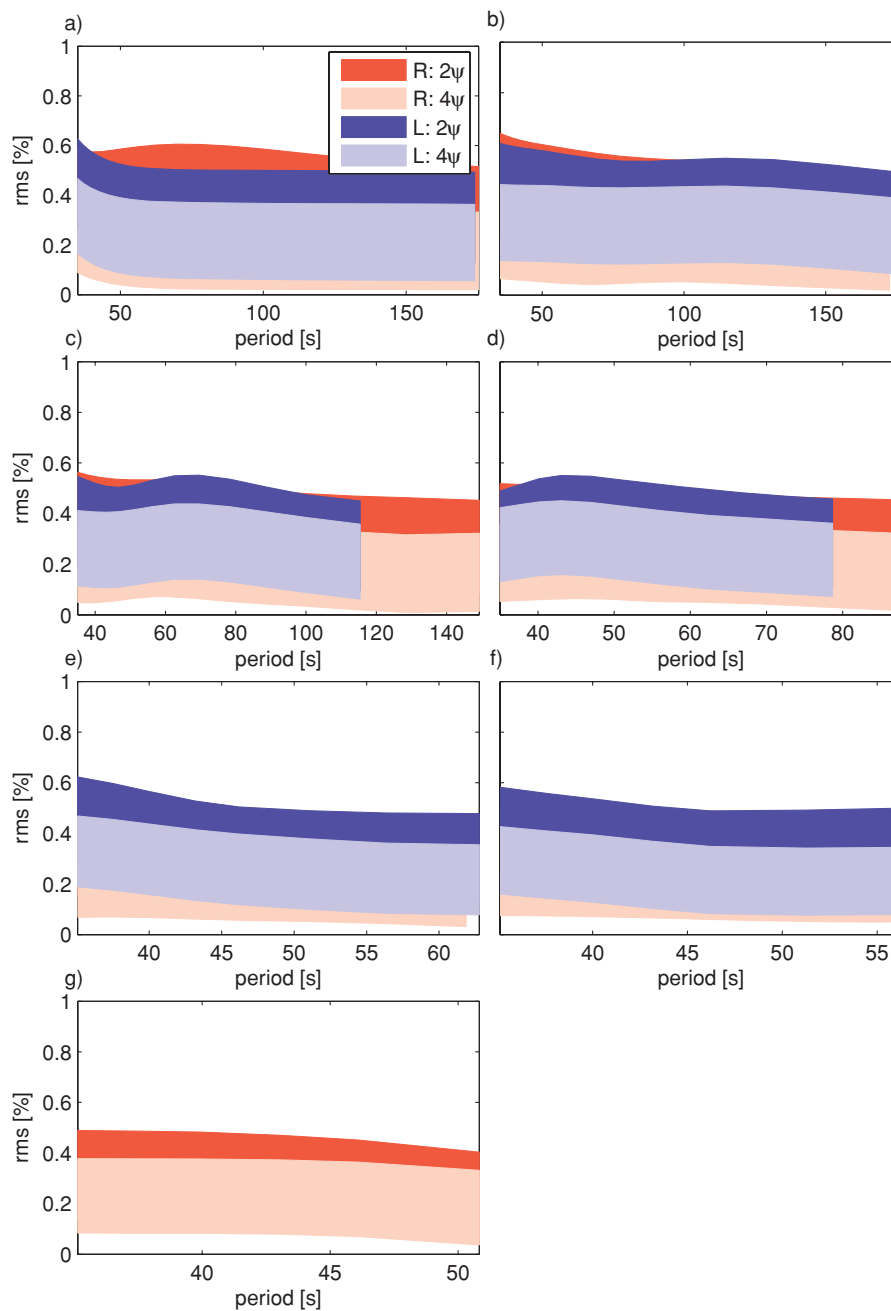 a)
b)
1
0.8
0.6
0.4
0.2
0
rms [%]
R: 2ψ
R: 4ψ
L: 2ψ
L: 4ψ
50 100 150
period [s]
50 100 150
period [s]
c)
d)
1
0.8
0.6
0.4
0.2
0
rms [%]
40 60 80 100 120 140
period [s]
40 50 60 70 80
period [s]
e)
f)
1
0.8
0.6
0.4
0.2
0
rms [%]
40 45 50 55 60
period [s]
40 45 50 55
period [s]
g)
1
0.8
0.6
0.4
0.2
0
rms [%]
40 45 50
period [s]